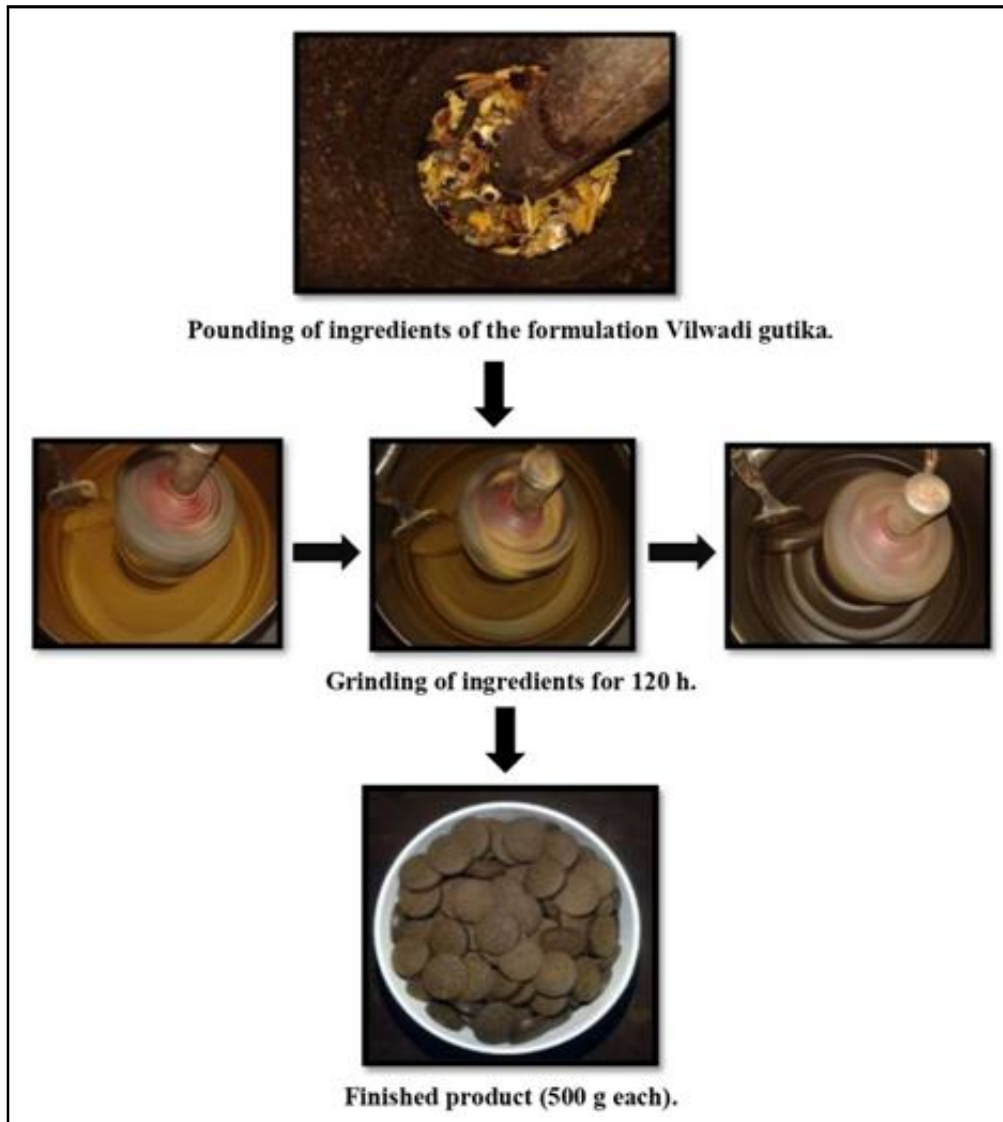 Pounding of ingredients of the formulation Vilwadi gutika.
Grinding of ingredients for 120 h.
Finished product (500 g each).